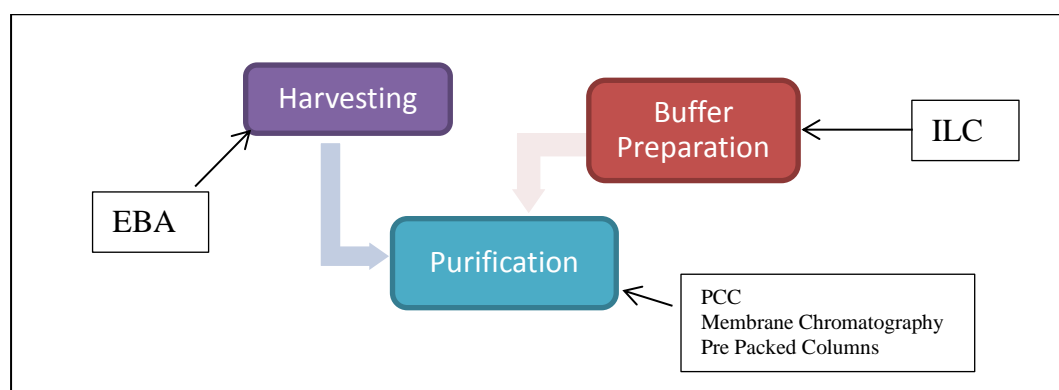 Harvesting
Buffer
Preparation
ILC
EBA
Purification
PCC
Membrane Chromatography
Pre Packed Columns